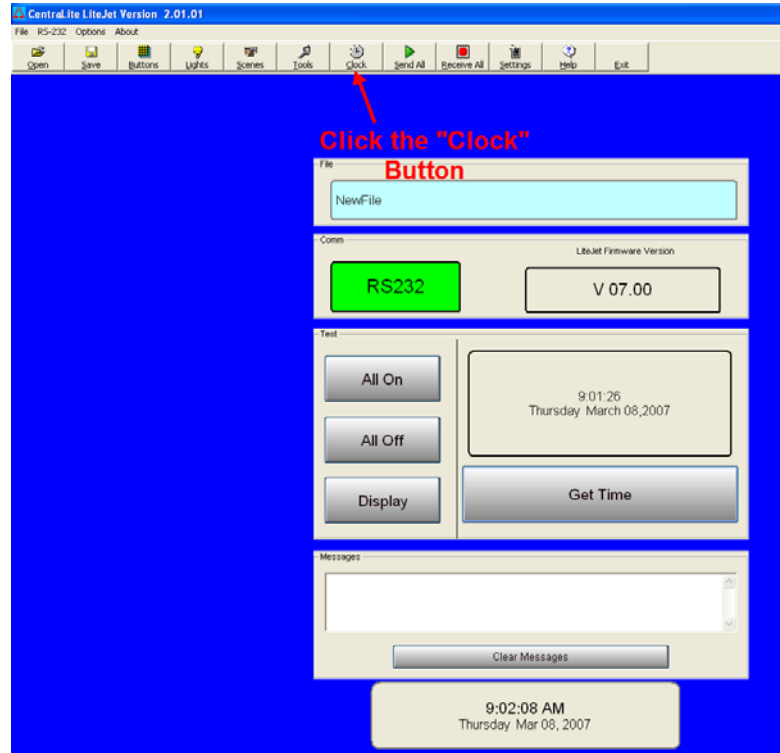 CentraLite LiteJet Version 2.01.01
File RS-232 Options About
Open Save Buttons Lights Scenes Tools Clock Send All Receive All Settings Help Exit
Click the "Clock"
Button
File
NewFile
Comm
LiteJet Firmware Version
RS232
V 07.00
Test
All On
9:01:26
Thursday March 08,2007
All Off
Display
Get Time
Messages
Clear Messages
9:02:08 AM
Thursday Mar 08, 2007